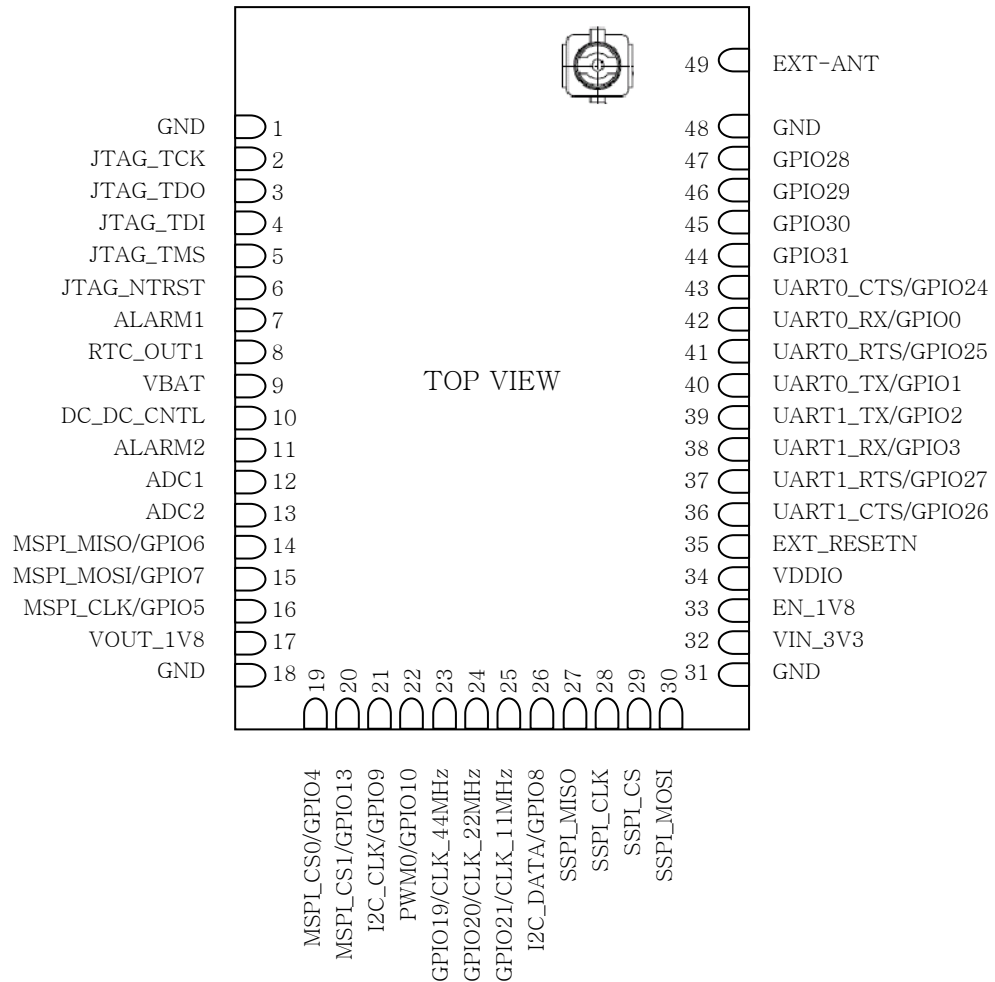 49 EXT-ANT
GND 1 48 GND
JTAG_TCK 2 47 GPIO28
JTAG_TDO 3 46 GPIO29
JTAG_TDI 4 45 GPIO30
JTAG_TMS 5 44 GPIO31
JTAG_NTRST 6 43 UART0_CTS/GPIO24
ALARM1 7 42 UART0_RX/GPIO0
RTC_OUT1 8 41 UART0_RTS/GPIO25
VBAT 9 TOP VIEW 40 UART0_TX/GPIO1
DC_DC_CNTL 10 39 UART1_TX/GPIO2
ALARM2 11 38 UART1_RX/GPIO3
ADC1 12 37 UART1_RTS/GPIO27
ADC2 13 36 UART1_CTS/GPIO26
MSPI_MISO/GPIO6 14 35 EXT_RESETN
MSPI_MOSI/GPIO7 15 34 VDDIO
MSPI_CLK/GPIO5 16 33 EN_1V8
VOUT_1V8 17 32 VIN_3V3
GND 18 31 GND
19 MSPI_CS0/GPIO4
20 MSPI_CS1/GPIO13
21 I2C_CLK/GPIO9
22 PWM0/GPIO10
23 GPIO19/CLK_44MHz
24 GPIO20/CLK_22MHz
25 GPIO21/CLK_11MHz
26 I2C_DATA/GPIO8
27 SSPI_MISO
28 SSPI_CLK
29 SSPI_CS
30 SSPI_MOSI